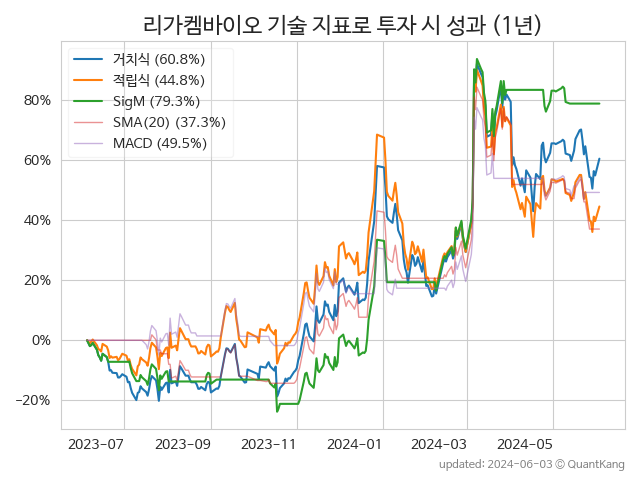 리가켐바이오 기술 지표로 투자 시 성과 (1년)
거치식 (60.8%)
적립식 (44.8%)
SigM (79.3%)
SMA(20) (37.3%)
MACD (49.5%)
80%
60%
40%
20%
0%
−20%
2023-07
2023-09
2023-11
2024-01
2024-03
2024-05
updated: 2024-06-03 ⓒ QuantKang